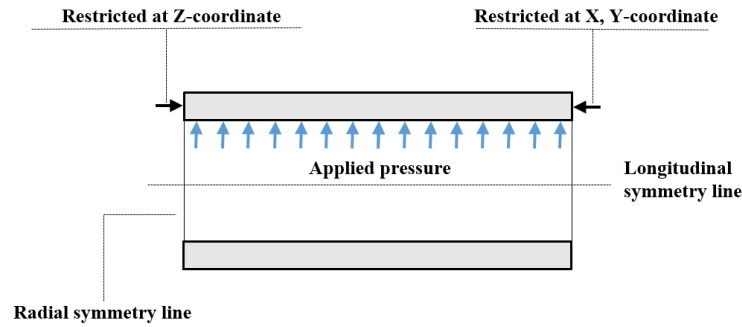 Restricted at Z-coordinate
Restricted at X, Y-coordinate
Applied pressure
Longitudinal
symmetry line
Radial symmetry line